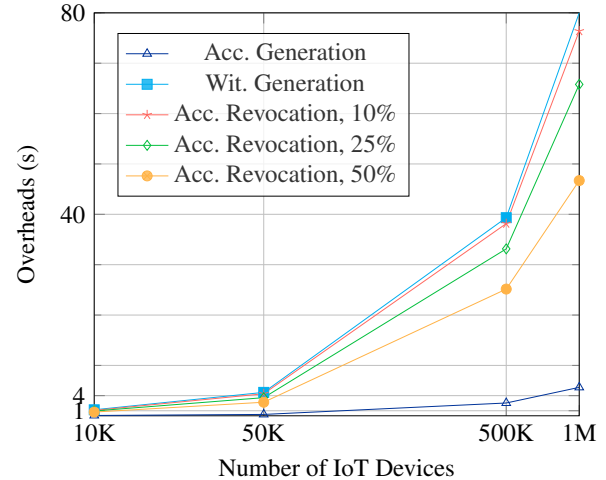 80
40
4
1
Overheads (s)
Acc. Generation
Wit. Generation
Acc. Revocation, 10%
Acc. Revocation, 25%
Acc. Revocation, 50%
10K 50K 500K 1M
Number of IoT Devices